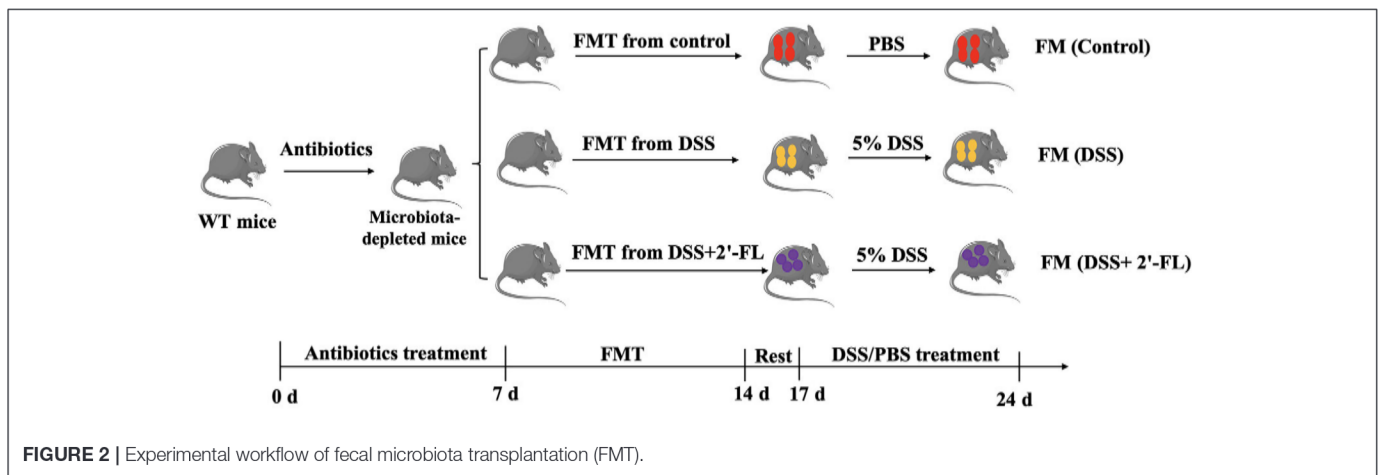 FMT from control
PBS
FM (Control)
Antibiotics
FMT from DSS
5% DSS
FM (DSS)
WT mice
Microbiota-
depleted mice
FMT from DSS+2'-FL
5% DSS
FM (DSS+ 2'-FL)
Antibiotics treatment
FMT
Rest
DSS/PBS treatment
0 d
7 d
14 d
17 d
24 d
FIGURE 2 | Experimental workflow of fecal microbiota transplantation (FMT).